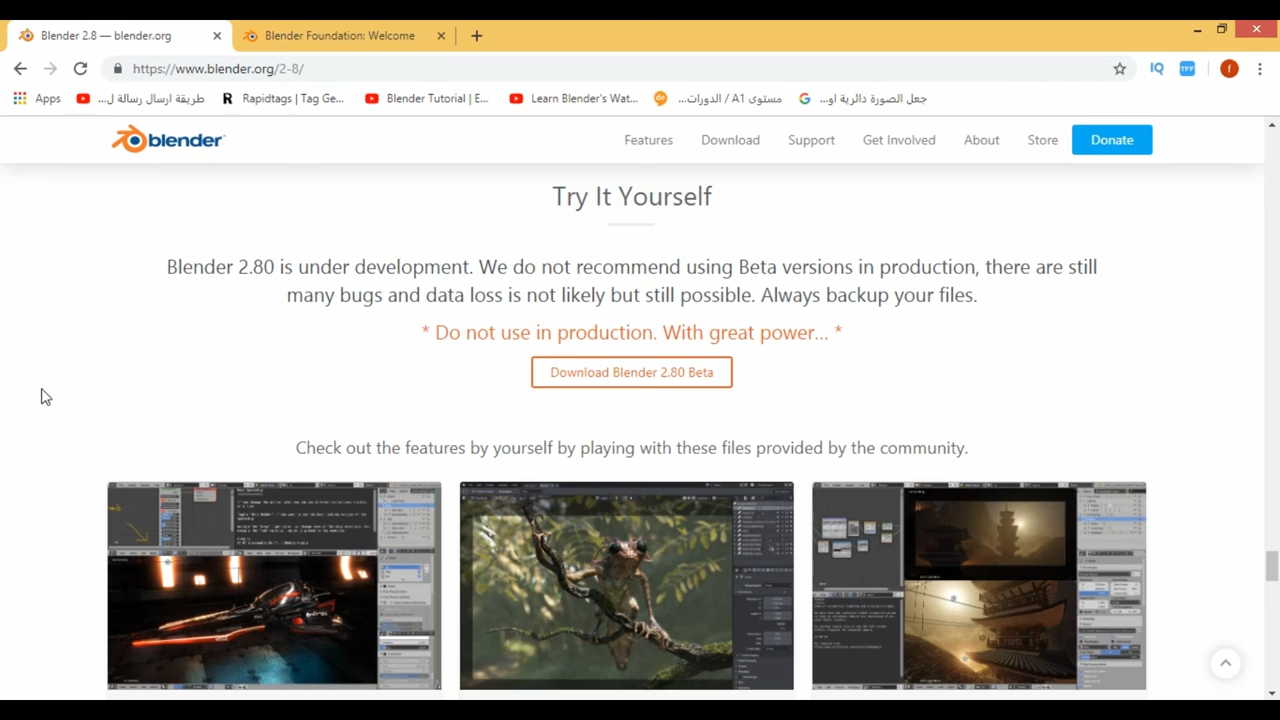 Blender 2.8 — blender.org
Blender Foundation: Welcome
https://www.blender.org/2-8/
Apps
طريقة ارسال رسالة ل...
Rapidtags | Tag Ge...
Blender Tutorial | E...
Learn Blender's Wat...
مستوى A1 / الدورات...
جعل الصورة دائرية او...
blender
Features
Download
Support
Get Involved
About
Store
Donate
Try It Yourself
Blender 2.80 is under development. We do not recommend using Beta versions in production, there are still
many bugs and data loss is not likely but still possible. Always backup your files.
* Do not use in production. With great power... *
Download Blender 2.80 Beta
Check out the features by yourself by playing with these files provided by the community.